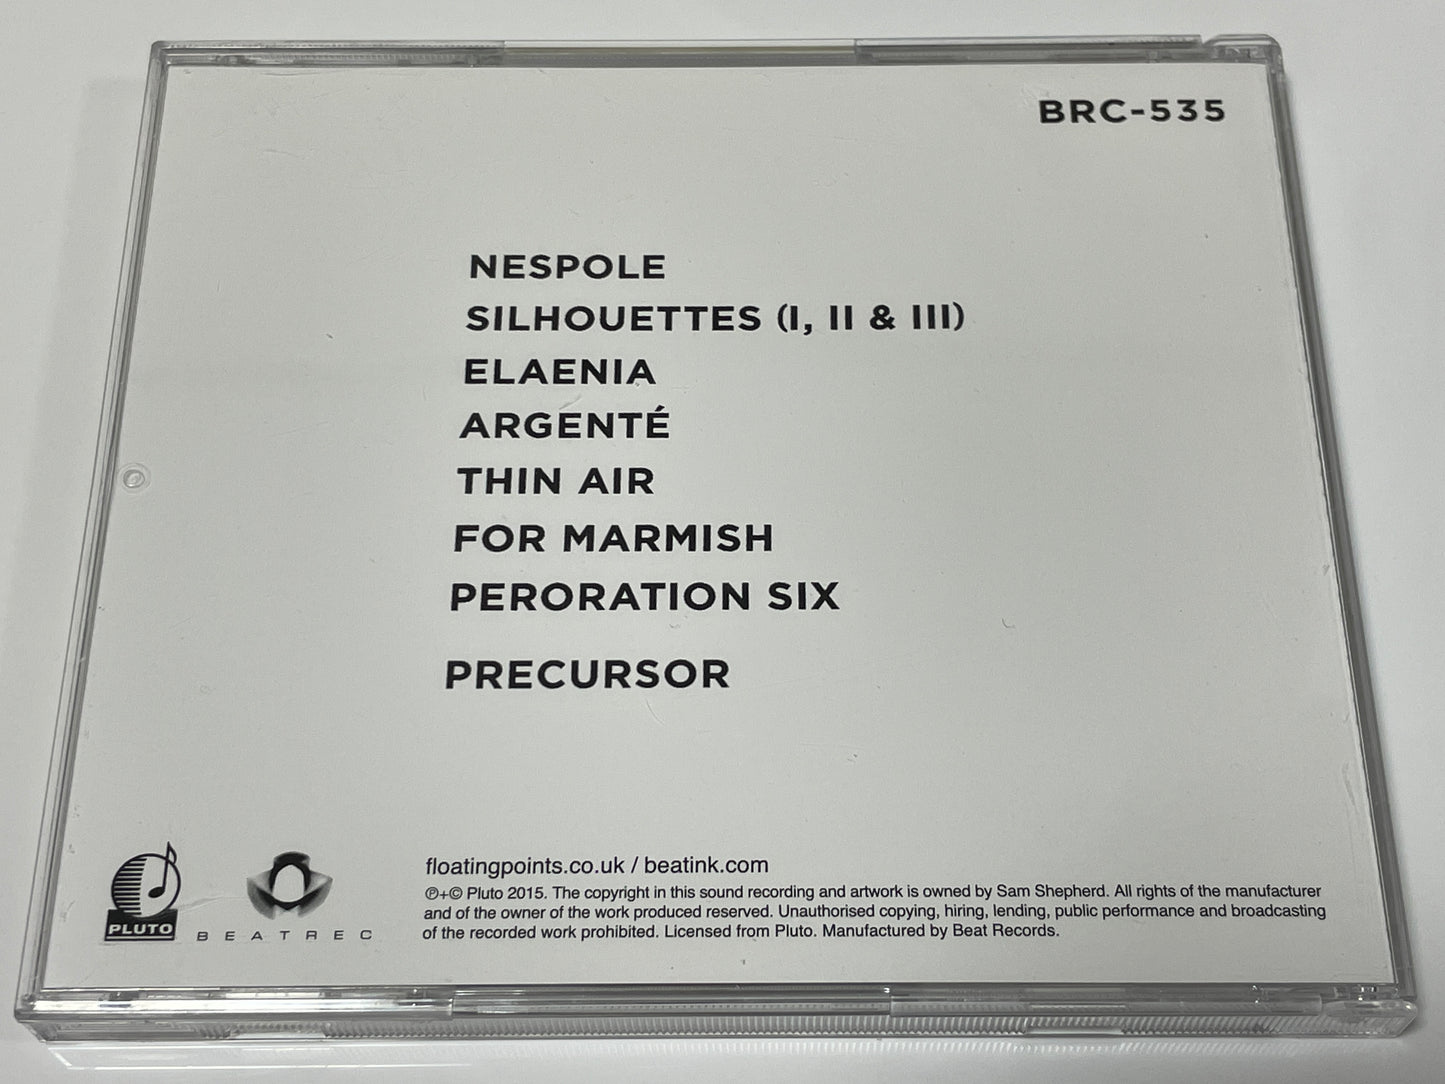 BRC-535
NESPOLE
SILHOUETTES (I, II & III)
ELAENIA
ARGENTÉ
THIN AIR
FOR MARMISH
PERORATION SIX
PRECURSOR
PLUTO
BEATREC
floatingpoints.co.uk / beatink.com
℗+© Pluto 2015. The copyright in this sound recording and artwork is owned by Sam Shepherd. All rights of the manufacturer
and of the owner of the work produced reserved. Unauthorised copying, hiring, lending, public performance and broadcasting
of the recorded work prohibited. Licensed from Pluto. Manufactured by Beat Records.